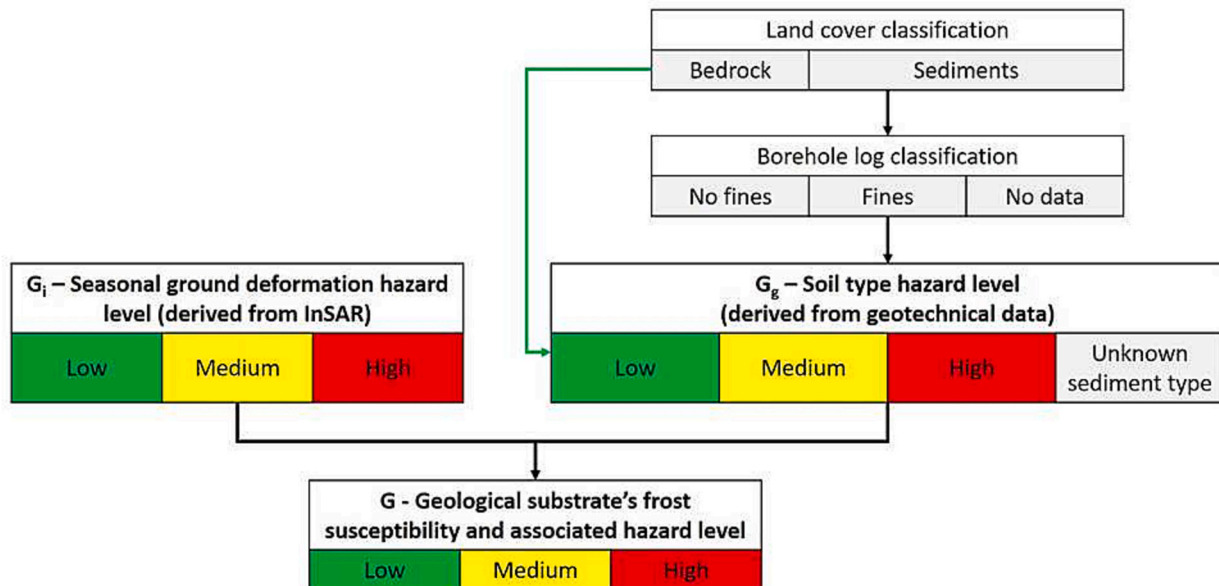 Land cover classification
Bedrock
Sediments
Borehole log classification
No fines
Fines
No data
Gi – Seasonal ground deformation hazard
level (derived from InSAR)
Low
Medium
High
Gg – Soil type hazard level
(derived from geotechnical data)
Low
Medium
High
Unknown
sediment type
G - Geological substrate's frost
susceptibility and associated hazard level
Low
Medium
High